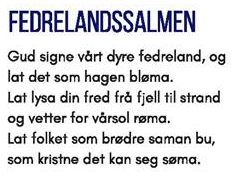 FEDRELANDSSALMEN
Gud signe vårt dyre fedreland, og
lat det som hagen bløma.
Lat lysa din fred frå fjell til strand
og vetter for vårsol røma.
Lat folket som brødre saman bu,
som kristne det kan seg søma.